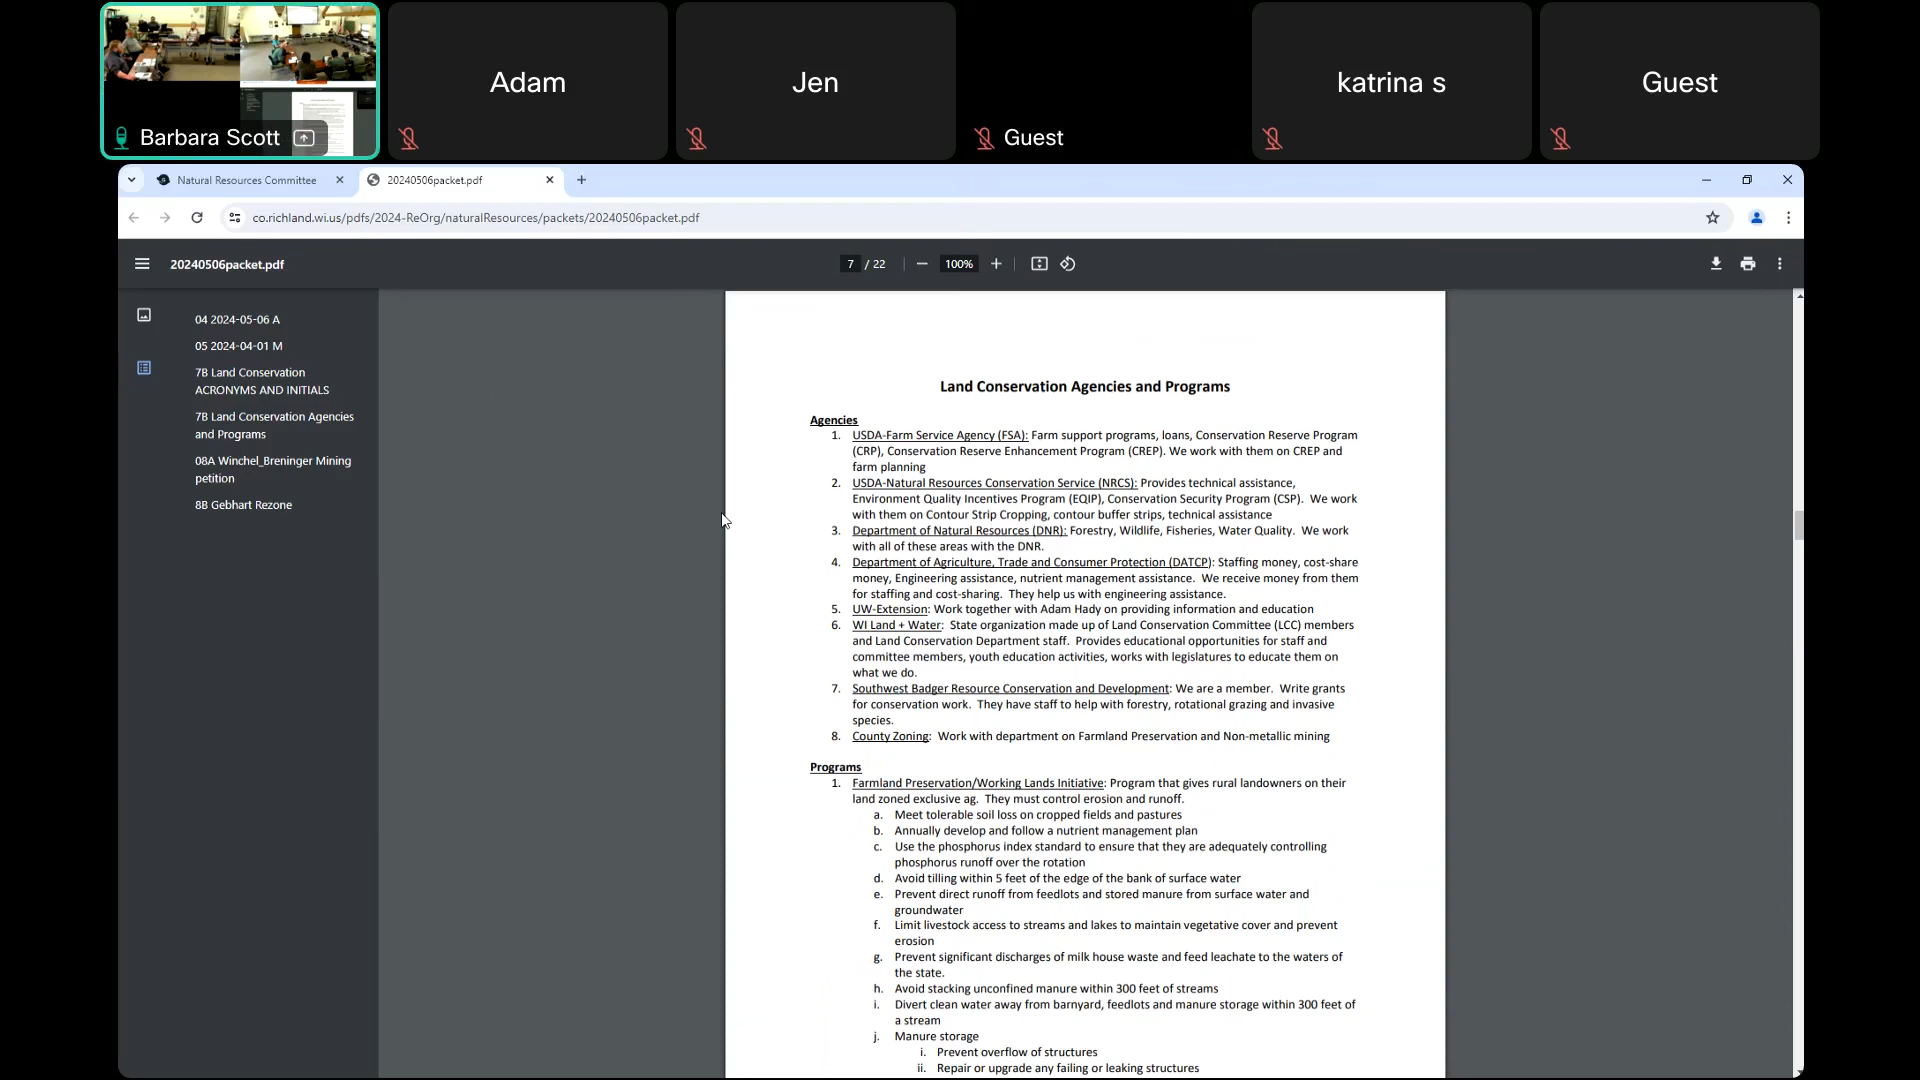 Barbara Scott
Adam
Jen
Guest
katrina s
Guest
Natural Resources Committee
20240506packet.pdf
co.richland.wi.us/pdfs/2024-ReOrg/naturalResources/packets/20240506packet.pdf
20240506packet.pdf
7 / 22
100%
04 2024-05-06 A
05 2024-04-01 M
7B Land Conservation
ACRONYMS AND INITIALS
7B Land Conservation Agencies
and Programs
08A Winchel_Breninger Mining
petition
8B Gebhart Rezone
Land Conservation Agencies and Programs
Agencies
1. USDA-Farm Service Agency (FSA): Farm support programs, loans, Conservation Reserve Program
(CRP), Conservation Reserve Enhancement Program (CREP). We work with them on CREP and
farm planning
2. USDA-Natural Resources Conservation Service (NRCS): Provides technical assistance,
Environment Quality Incentives Program (EQIP), Conservation Security Program (CSP). We work
with them on Contour Strip Cropping, contour buffer strips, technical assistance
3. Department of Natural Resources (DNR): Forestry, Wildlife, Fisheries, Water Quality. We work
with all of these areas with the DNR.
4. Department of Agriculture, Trade and Consumer Protection (DATCP): Staffing money, cost-share
money, Engineering assistance, nutrient management assistance. We receive money from them
for staffing and cost-sharing. They help us with engineering assistance.
5. UW-Extension: Work together with Adam Hady on providing information and education
6. WI Land + Water: State organization made up of Land Conservation Committee (LCC) members
and Land Conservation Department staff. Provides educational opportunities for staff and
committee members, youth education activities, works with legislatures to educate them on
what we do.
7. Southwest Badger Resource Conservation and Development: We are a member. Write grants
for conservation work. They have staff to help with forestry, rotational grazing and invasive
species.
8. County Zoning: Work with department on Farmland Preservation and Non-metallic mining
Programs
1. Farmland Preservation/Working Lands Initiative: Program that gives rural landowners on their
land zoned exclusive ag. They must control erosion and runoff.
a. Meet tolerable soil loss on cropped fields and pastures
b. Annually develop and follow a nutrient management plan
c. Use the phosphorus index standard to ensure that they are adequately controlling
phosphorus runoff over the rotation
d. Avoid tilling within 5 feet of the edge of the bank of surface water
e. Prevent direct runoff from feedlots and stored manure from surface water and
groundwater
f. Limit livestock access to streams and lakes to maintain vegetative cover and prevent
erosion
g. Prevent significant discharges of milk house waste and feed leachate to the waters of
the state.
h. Avoid stacking unconfined manure within 300 feet of streams
i. Divert clean water away from barnyard, feedlots and manure storage within 300 feet of
a stream
j. Manure storage
i. Prevent overflow of structures
ii. Repair or upgrade any failing or leaking structures